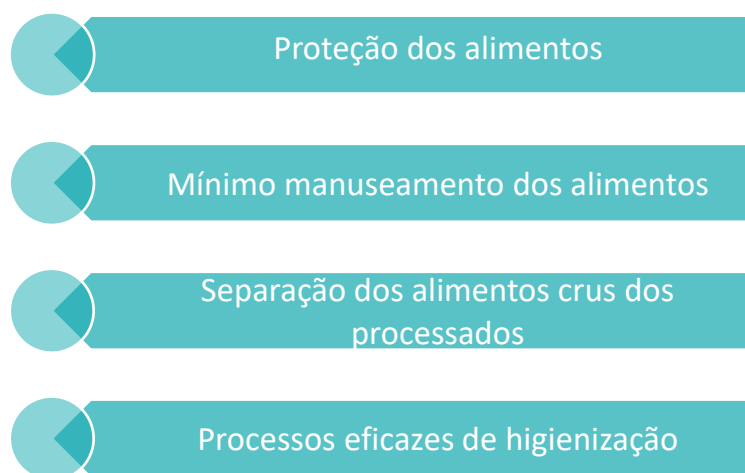 Proteção dos alimentos
Mínimo manuseamento dos alimentos
Separação dos alimentos crus dos
processados
Processos eficazes de higienização